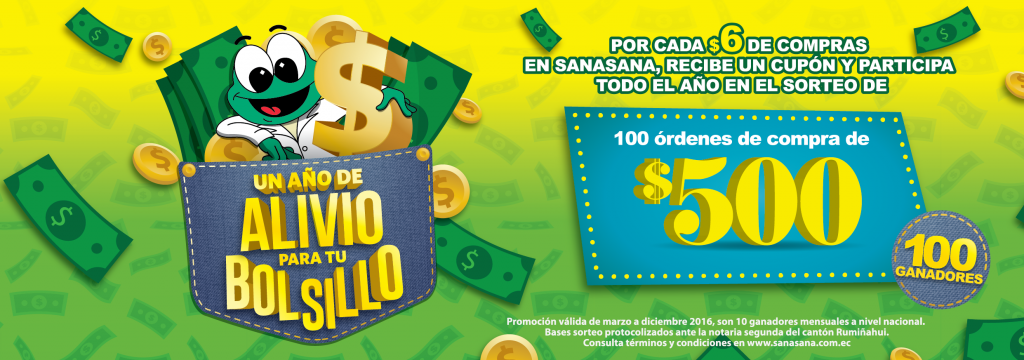 UN AÑO DE
ALIVIO
PARA TU
BOLSILLO
POR CADA $6 DE COMPRAS
EN SANASANA, RECIBE UN CUPÓN Y PARTICIPA
TODO EL AÑO EN EL SORTEO DE
100 órdenes de compra de
$500
100
GANADORES
Promoción válida de marzo a diciembre 2016, son 10 ganadores mensuales a nivel nacional.
Bases sorteo protocolizados ante la notaria segunda del cantón Rumiñahui.
Consulta términos y condiciones en www.sanasana.com.ec